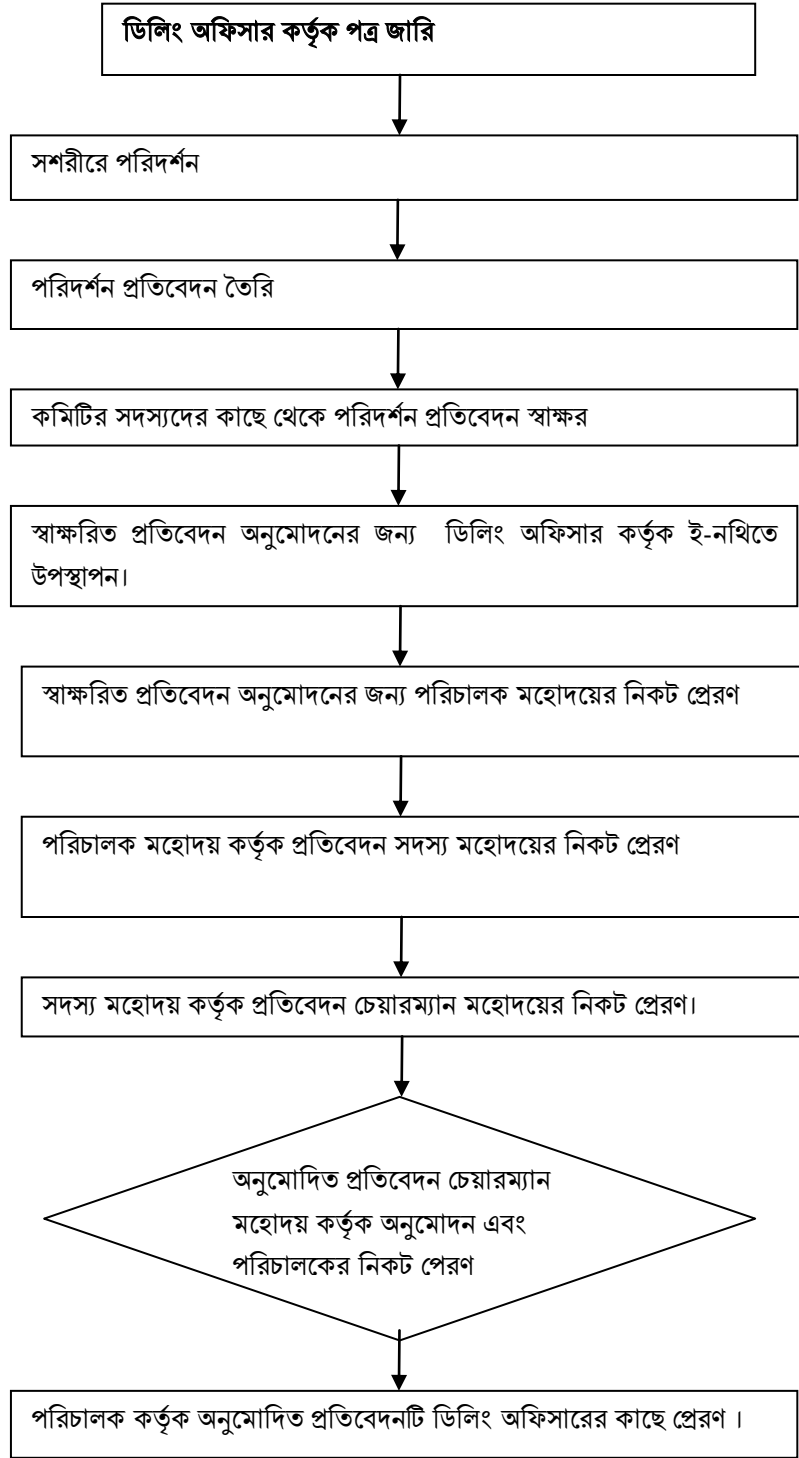 ডিলিং অফিসার কর্তৃক পত্র জারি
সশরীরে পরিদর্শন
পরিদর্শন প্রতিবেদন তৈরি
কমিটির সদস্যদের কাছে থেকে পরিদর্শন প্রতিবেদন স্বাক্ষর
স্বাক্ষরিত প্রতিবেদন অনুমোদনের জন্য ডিলিং অফিসার কর্তৃক ই-নথিতে
উপস্থাপন।
স্বাক্ষরিত প্রতিবেদন অনুমোদনের জন্য পরিচালক মহোদয়ের নিকট প্রেরণ
পরিচালক মহোদয় কর্তৃক প্রতিবেদন সদস্য মহোদয়ের নিকট প্রেরণ
সদস্য মহোদয় কর্তৃক প্রতিবেদন চেয়ারম্যান মহোদয়ের নিকট প্রেরণ।
অনুমোদিত প্রতিবেদন চেয়ারম্যান
মহোদয় কর্তৃক অনুমোদন এবং
পরিচালকের নিকট পেরণ
পরিচালক কর্তৃক অনুমোদিত প্রতিবেদনটি ডিলিং অফিসারের কাছে প্রেরণ ।